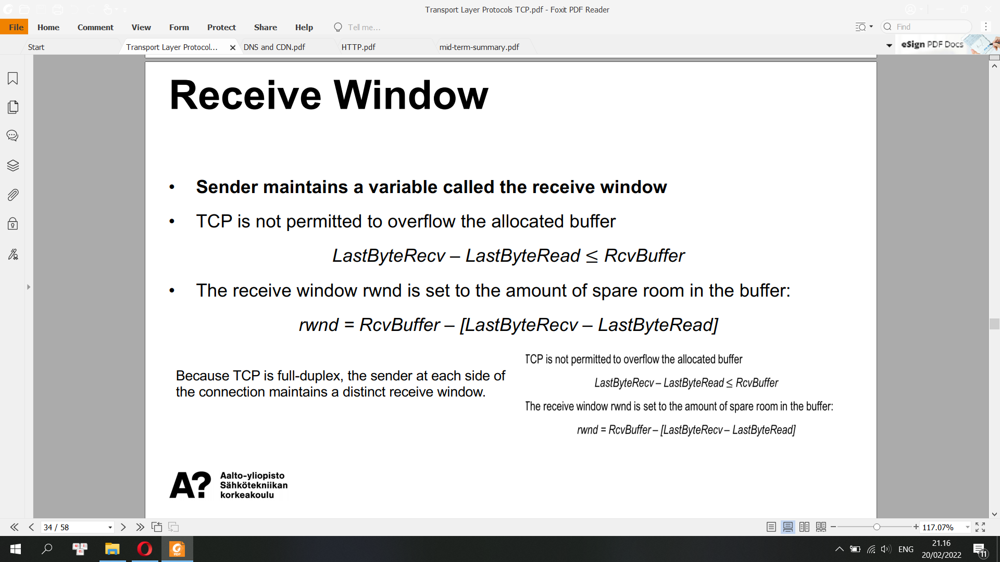 Transport Layer Protocols TCP.pdf - Foxit PDF Reader
File Home Comment View Form Protect Share Help Tell me... Find
Start Transport Layer Protocol... DNS and CDN.pdf HTTP.pdf mid-term-summary.pdf eSign PDF Docs
Receive Window
• Sender maintains a variable called the receive window
• TCP is not permitted to overflow the allocated buffer
LastByteRecv – LastByteRead ≤ RcvBuffer
• The receive window rwnd is set to the amount of spare room in the buffer:
rwnd = RcvBuffer – [LastByteRecv – LastByteRead]
Because TCP is full-duplex, the sender at each side of
the connection maintains a distinct receive window.
TCP is not permitted to overflow the allocated buffer
LastByteRecv – LastByteRead ≤ RcvBuffer
The receive window rwnd is set to the amount of spare room in the buffer:
rwnd = RcvBuffer – [LastByteRecv – LastByteRead]
A?
Aalto-yliopisto
Sähkötekniikan
korkeakoulu
34 / 58 117.07%
ENG
21.16
20/02/2022
11